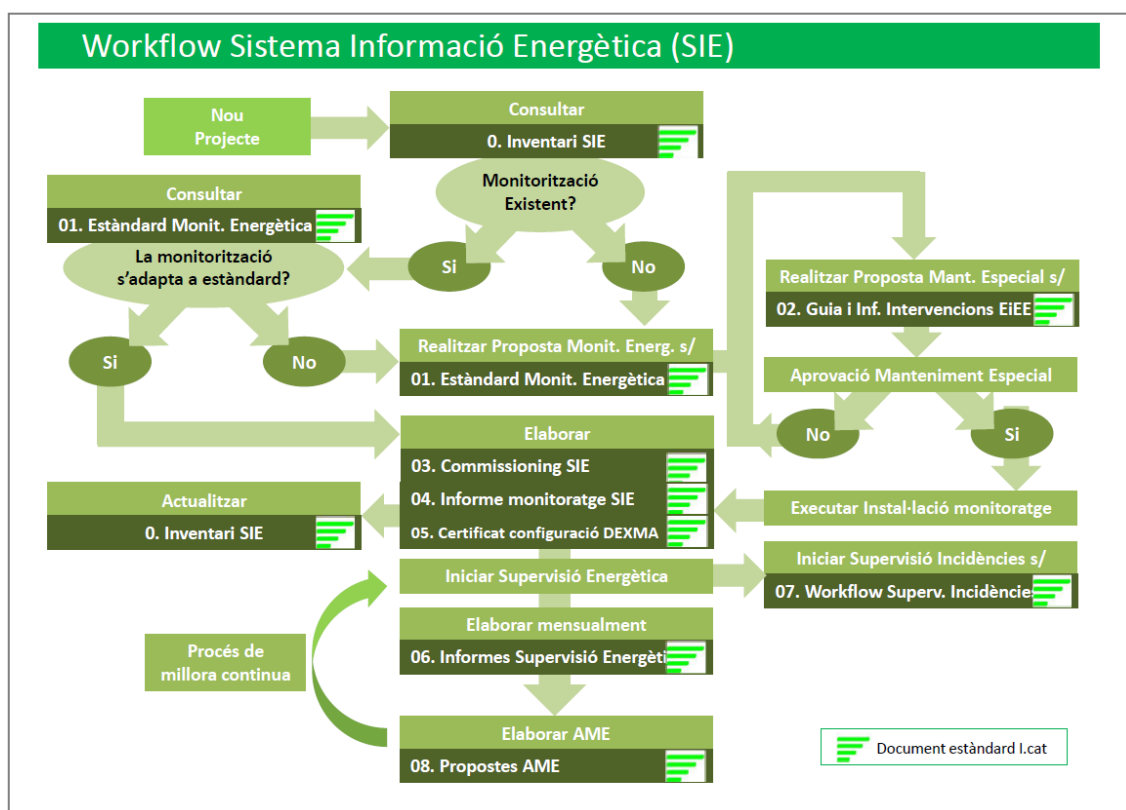 Workflow Sistema Informació Energètica (SIE)
Nou
Projecte
Consultar
0. Inventari SIE
Monitorització
Existent?
Consultar
01. Estàndard Monit. Energètica
La monitorització
s'adapta a estàndard?
Si
No
Si
No
Realitzar Proposta Monit. Energ. s/
01. Estàndard Monit. Energètica
Realitzar Proposta Mant. Especial s/
02. Guia i Inf. Intervencions EiEE
Aprovació Manteniment Especial
No
Si
Executar Instal·lació monitoratge
Elaborar
03. Commissioning SIE
04. Informe monitoratge SIE
05. Certificat configuració DEXMA
Actualitzar
0. Inventari SIE
Iniciar Supervisió Energètica
Iniciar Supervisió Incidències s/
07. Workflow Superv. Incidències
Elaborar mensualment
06. Informes Supervisió Energèti
Procés de
millora continua
Elaborar AME
08. Propostes AME
Document estàndard I.cat